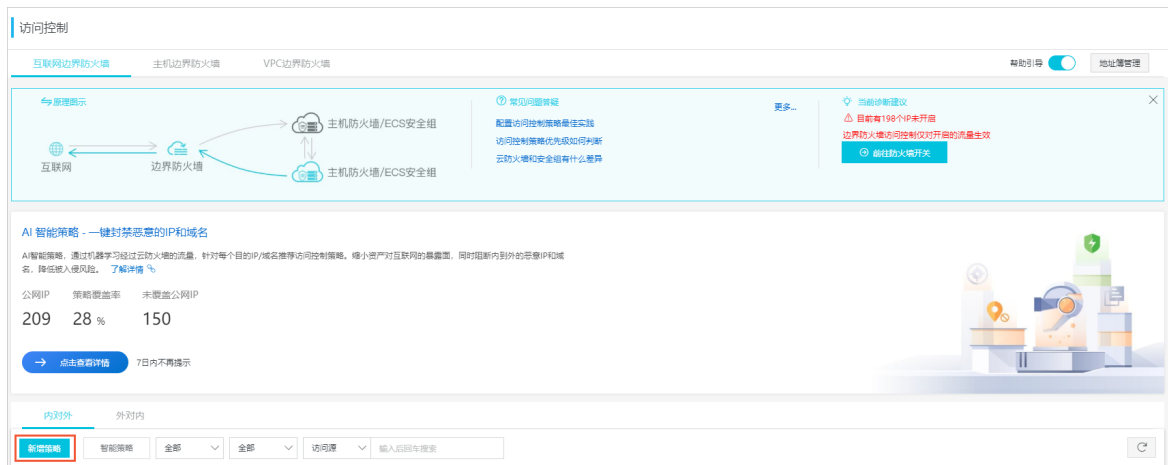 访问控制
互联网边界防火墙 主机边界防火墙 VPC边界防火墙 帮助引导 地址簿管理
原理图示
主机防火墙/ECS安全组
互联网 边界防火墙
主机防火墙/ECS安全组
常见问题答疑 更多...
配置访问控制策略最佳实践
访问控制策略优先级如何判断
云防火墙和安全组有什么差异
当前诊断建议
目前有198个IP未开启
边界防火墙访问控制仅对开启的流量生效
前往防火墙开关
AI 智能策略 - 一键封禁恶意的IP和域名
AI智能策略，通过机器学习经过云防火墙的流量，针对每个目的IP/域名推荐访问控制策略。缩小资产对互联网的暴露面，同时阻断内到外的恶意IP和域
名，降低被入侵风险。 了解详情
公网IP 策略覆盖率 未覆盖公网IP
209 28 % 150
点击查看详情 7日内不再提示
内对外 外对内
新增策略 智能策略 全部 全部 访问源 输入后回车搜索